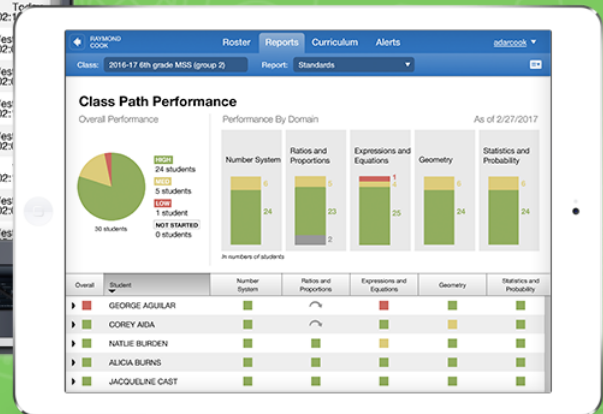 Today
RAYMOND
COOK
Roster Reports Curriculum Alerts
adarcook
Class: 2016-17 6th grade MSS (group 2) Report: Standards
Class Path Performance
Overall Performance
Performance By Domain
As of 2/27/2017
HIGH
24 students
MED
5 students
LOW
1 student
NOT STARTED
0 students
30 students
Number System
Ratios and
Proportions
Expressions and
Equations
Geometry
Statistics and
Probability
6 5 1 4 6 6
24 23 25 24 24
2
In numbers of students
Overall Student Number
System Ratios and
Proportions Expressions and
Equations Geometry Statistics and
Probability
GEORGE AGUILAR
COREY AIDA
NATLIE BURDEN
ALICIA BURNS
JACQUELINE CAST